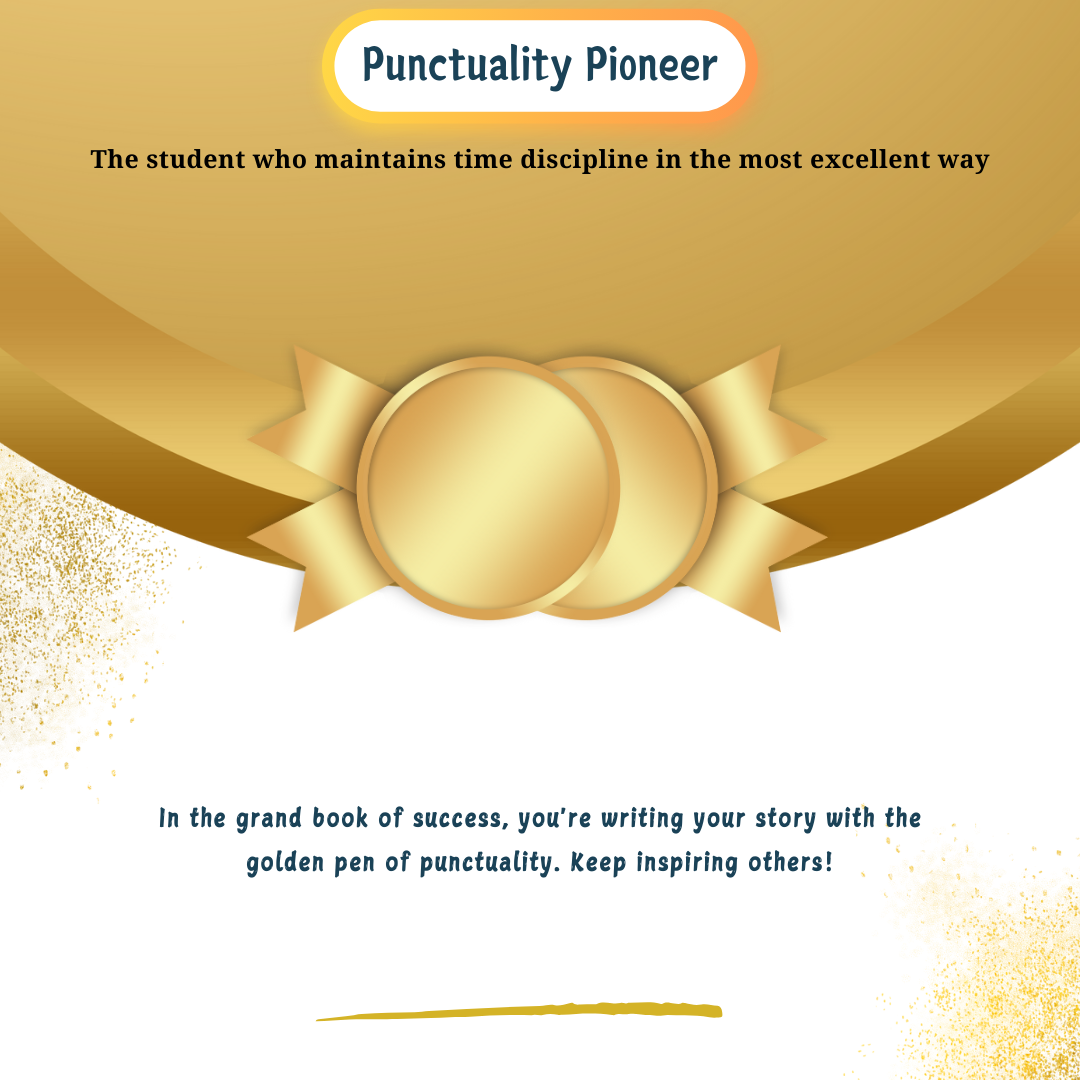 Punctuality Pioneer
The student who maintains time discipline in the most excellent way
In the grand book of success, you're writing your story with the
golden pen of punctuality. Keep inspiring others!